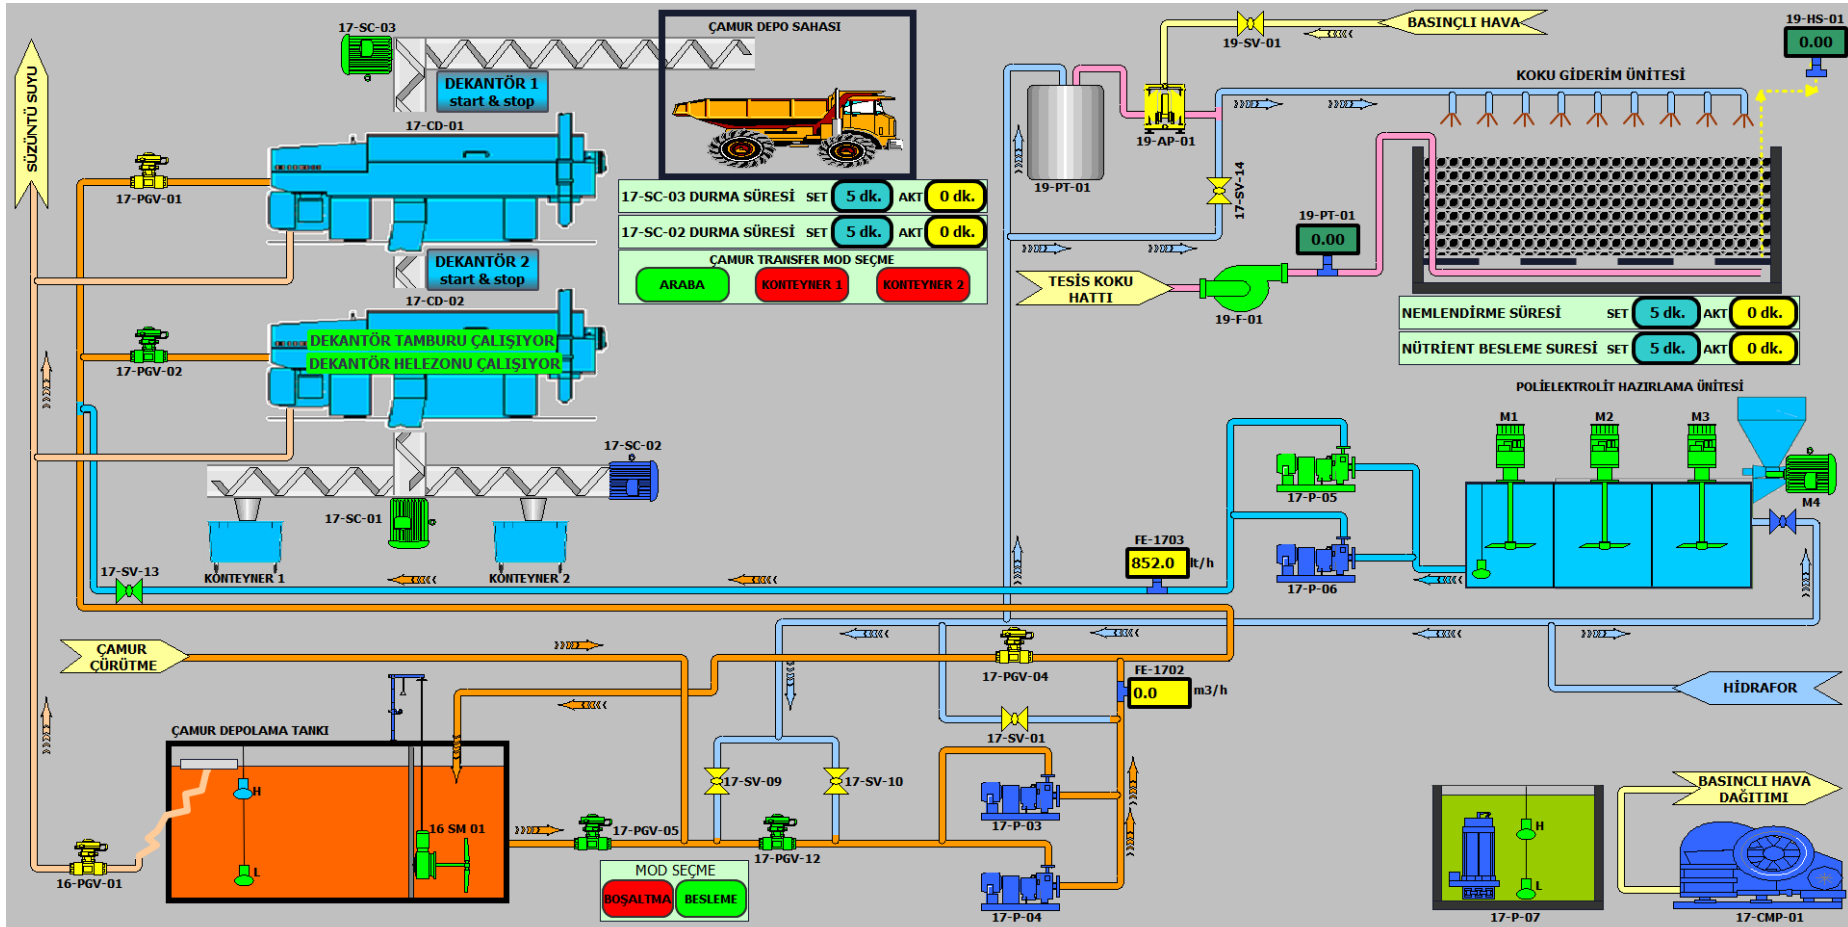 17-SC-03
ÇAMUR DEPO SAHASI
BASINÇLI HAVA
19-SV-01
19-HS-01
0.00
SÜZÜNTÜ SUYU
DEKANTÖR 1
start & stop
17-CD-01
KOKU GİDERİM ÜNİTESİ
19-AP-01
19-PT-01
17-SV-14
17-PGV-01
17-SC-03 DURMA SÜRESİ SET 5 dk. AKT 0 dk.
17-SC-02 DURMA SÜRESİ SET 5 dk. AKT 0 dk.
19-PT-01
0.00
DEKANTÖR 2
start & stop
17-CD-02
ÇAMUR TRANSFER MOD SEÇME
ARABA KONTEYNER 1 KONTEYNER 2
TESİS KOKU
HATTI
19-F-01
NEMLENDİRME SÜRESİ SET 5 dk. AKT 0 dk.
NÜTRİENT BESLEME SURESİ SET 5 dk. AKT 0 dk.
DEKANTÖR TAMBURU ÇALIŞIYOR
DEKANTÖR HELEZONU ÇALIŞIYOR
17-PGV-02
POLİELEKTROLİT HAZIRLAMA ÜNİTESİ
M1 M2 M3
17-SC-02
17-P-05
M4
17-SC-01
KONTEYNER 1
KONTEYNER 2
17-SV-13
FE-1703
852.0 lt/h
17-P-06
ÇAMUR
ÇÜRÜTME
17-PGV-04
FE-1702
0.0 m3/h
HİDRAFOR
ÇAMUR DEPOLAMA TANKI
17-SV-01
17-SV-09
17-SV-10
H
L
16 SM 01
16-PGV-01
17-PGV-05
17-PGV-12
17-P-03
17-P-04
MOD SEÇME
BOŞALTMA BESLEME
H
L
17-P-07
BASINCLI HAVA
DAĞITIMI
17-CMP-01